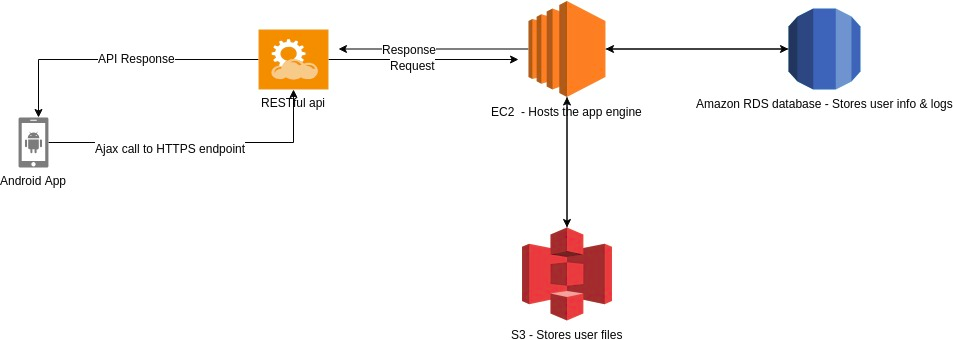 Response
API Response
Request
RESTful api
Amazon RDS database - Stores user info & logs
EC2  - Hosts the app engine
Ajax call to HTTPS endpoint
Android App
S3 - Stores user files